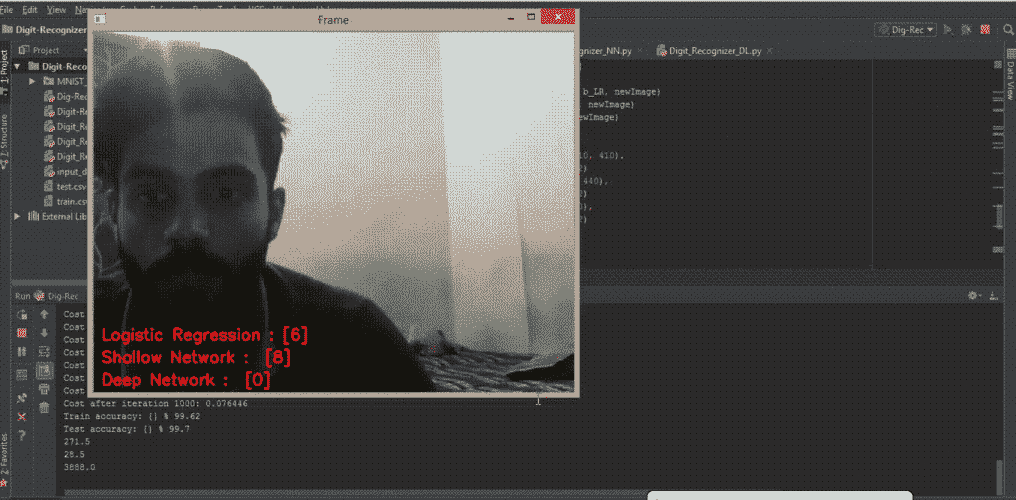 File Edit View
frame
Digit-Recognizer
Project
Digit-Reco
MNIST
Dig-Rec
Digit-R
Digit_R
Digit_R
Digit_R
input_d
test.csv
train.cs
External Lib
1: Project
7: Structure
2: Favorites
Dig-Rec
gnizer_NN.py
Digit_Recognizer_DL.py
Data View
b_LR, newImage)
newImage)
ewImage)
10, 410),
440),
Logistic Regression : [6]
Shallow Network : [8]
Deep Network : [0]
Run Dig-Rec
Cost
Cost
Cost
Cost
Cost
Cost
Cost
Cost after iteration 1000: 0.076446
Train accuracy: {} % 99.62
Test accuracy: {} % 99.7
271.5
28.5
3888.0